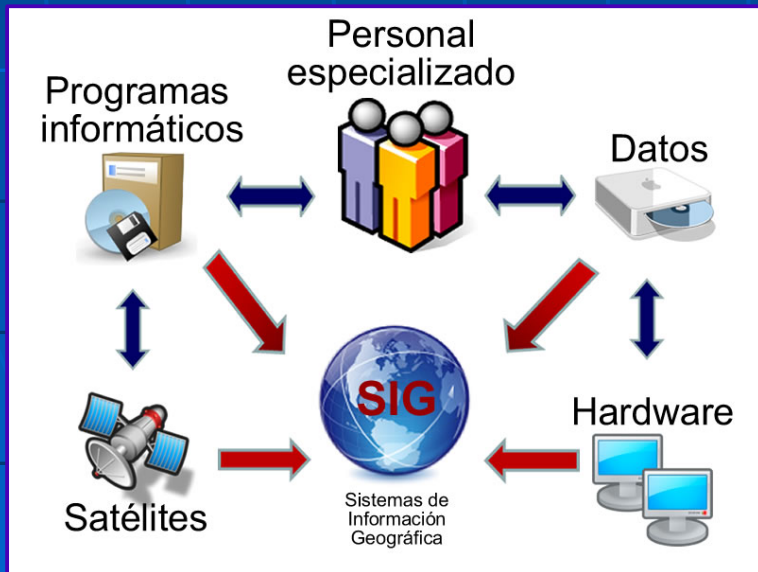 Personal
especializado
Programas
informáticos
Datos
SIG
Sistemas de
Información
Geográfica
Satélites
Hardware